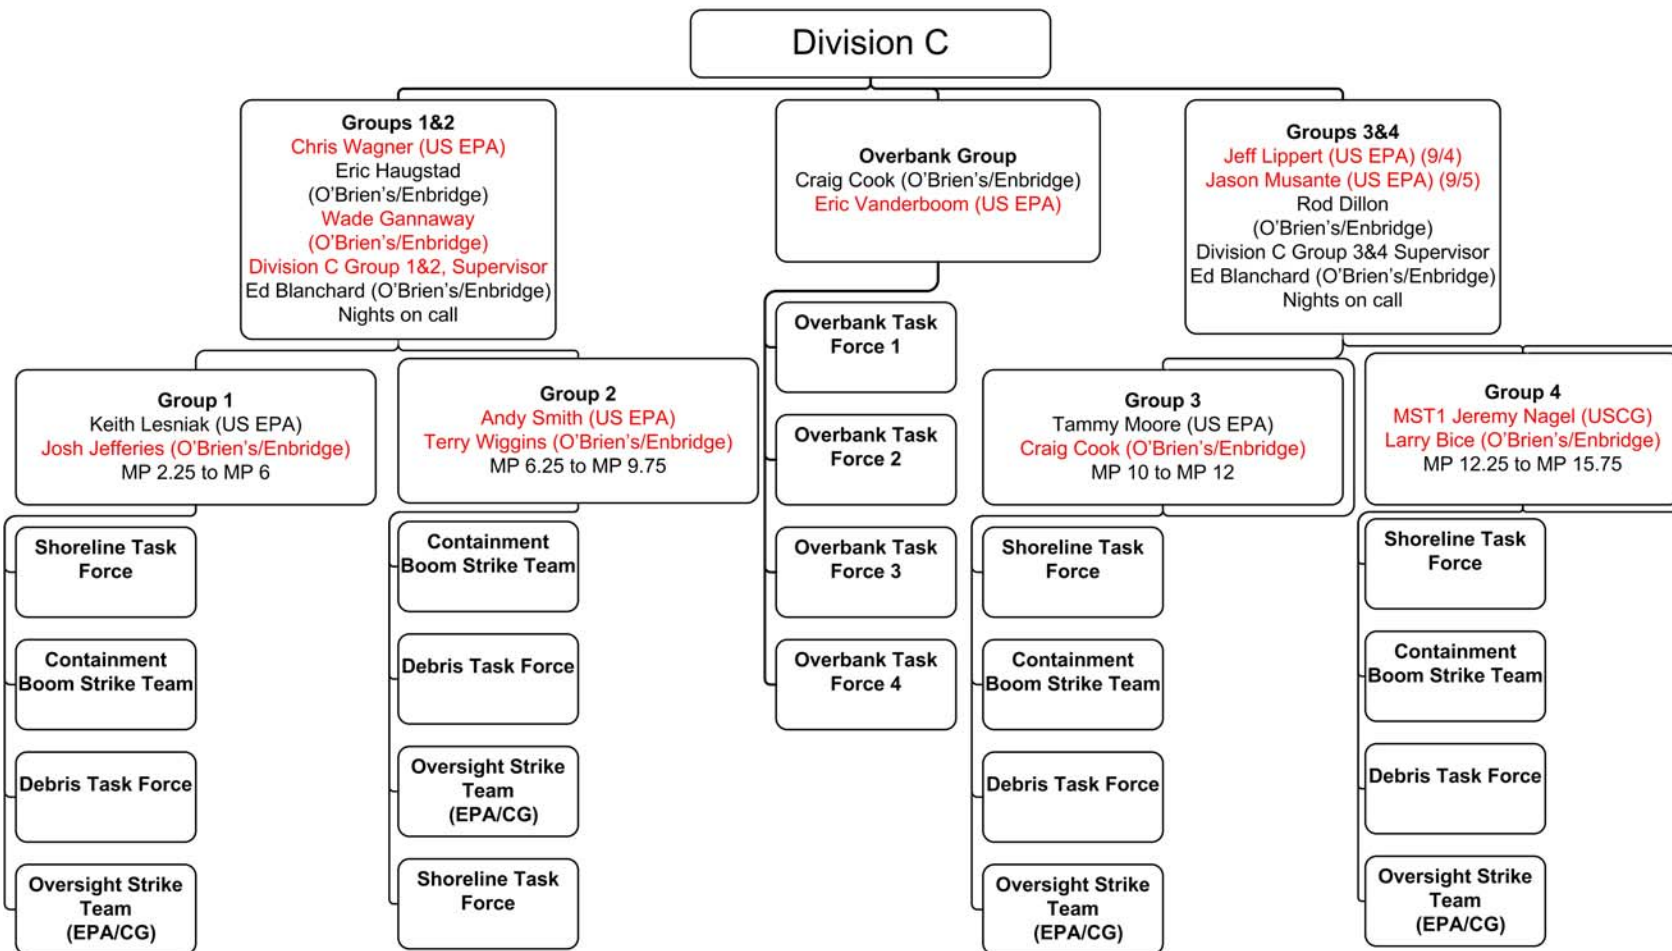 Division C
Groups 1&2
Chris Wagner (US EPA)
Eric Haugstad
(O'Brien's/Enbridge)
Wade Gannaway
(O'Brien's/Enbridge)
Division C Group 1&2, Supervisor
Ed Blanchard (O'Brien's/Enbridge)
Nights on call
Overbank Group
Craig Cook (O'Brien's/Enbridge)
Eric Vanderboom (US EPA)
Groups 3&4
Jeff Lippert (US EPA) (9/4)
Jason Musante (US EPA) (9/5)
Rod Dillon
(O'Brien's/Enbridge)
Division C Group 3&4 Supervisor
Ed Blanchard (O'Brien's/Enbridge)
Nights on call
Group 1
Keith Lesniak (US EPA)
Josh Jefferies (O'Brien's/Enbridge)
MP 2.25 to MP 6
Shoreline Task
Force
Containment
Boom Strike Team
Debris Task Force
Oversight Strike
Team
(EPA/CG)
Group 2
Andy Smith (US EPA)
Terry Wiggins (O'Brien's/Enbridge)
MP 6.25 to MP 9.75
Containment
Boom Strike Team
Debris Task Force
Oversight Strike
Team
(EPA/CG)
Shoreline Task
Force
Overbank Task
Force 1
Overbank Task
Force 2
Overbank Task
Force 3
Overbank Task
Force 4
Group 3
Tammy Moore (US EPA)
Craig Cook (O'Brien's/Enbridge)
MP 10 to MP 12
Shoreline Task
Force
Containment
Boom Strike Team
Debris Task Force
Oversight Strike
Team
(EPA/CG)
Group 4
MST1 Jeremy Nagel (USCG)
Larry Bice (O'Brien's/Enbridge)
MP 12.25 to MP 15.75
Shoreline Task
Force
Containment
Boom Strike Team
Debris Task Force
Oversight Strike
Team
(EPA/CG)